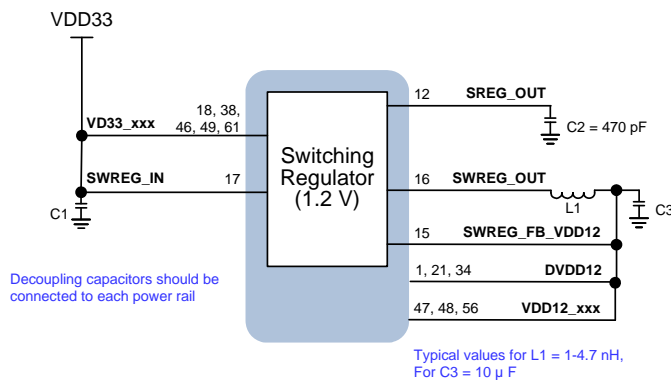 VDD33
18, 38,
46, 49, 61
VD33_xxx
SWREG_IN
17
C1
Switching
Regulator
(1.2 V)
12
SREG_OUT
C2 = 470 pF
16
SWREG_OUT
L1
C3
15
SWREG_FB_VDD12
1, 21, 34
DVDD12
47, 48, 56
VDD12_xxx
Decoupling capacitors should be
connected to each power rail
Typical values for L1 = 1-4.7 nH,
For C3 = 10 µ F